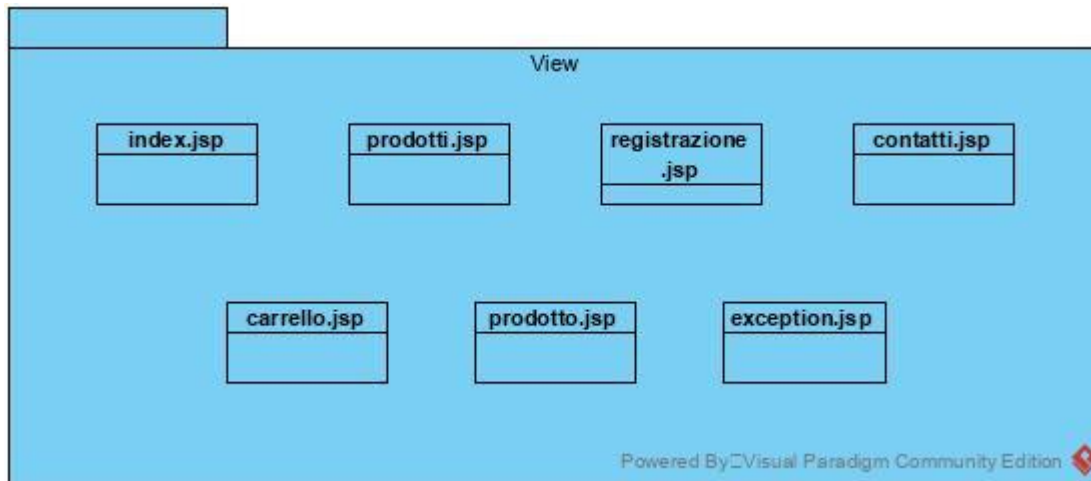 View
index.jsp
prodotti.jsp
registrazione
.jsp
contatti.jsp
carrello.jsp
prodotto.jsp
exception.jsp
Powered By□Visual Paradigm Community Edition